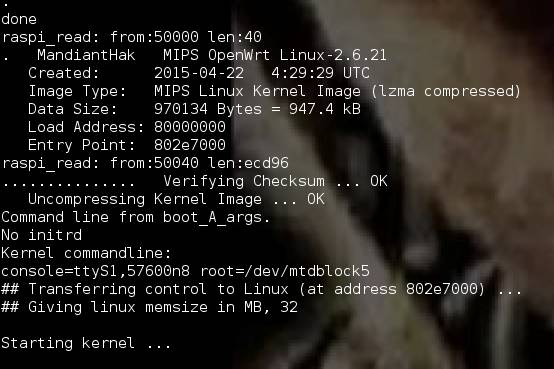 .
done
raspi_read: from:50000 len:40
.   MandiantHak   MIPS OpenWrt Linux-2.6.21
   Created:      2015-04-22   4:29:29 UTC
   Image Type:   MIPS Linux Kernel Image (lzma compressed)
   Data Size:    970134 Bytes = 947.4 kB
   Load Address: 80000000
   Entry Point:  802e7000
raspi_read: from:50040 len:ecd96
...............   Verifying Checksum ... OK
   Uncompressing Kernel Image ... OK
Command line from boot_A_args.
No initrd
Kernel commandline:
console=ttyS1,57600n8 root=/dev/mtdblock5
## Transferring control to Linux (at address 802e7000) ...
## Giving linux memsize in MB, 32
Starting kernel ...